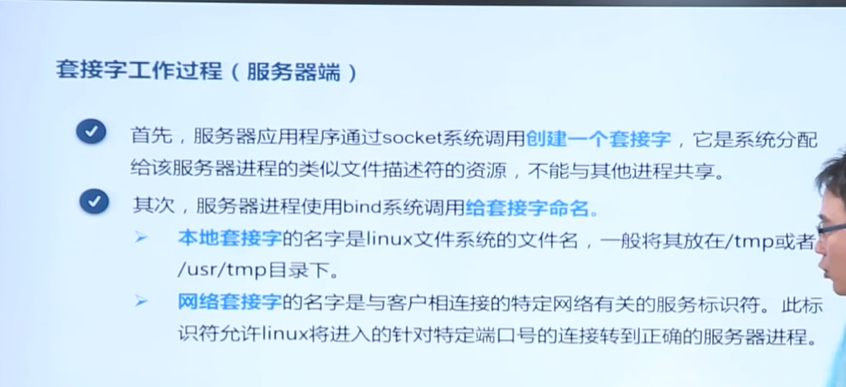 套接字工作过程（服务器端）
首先，服务器应用程序通过socket系统调用创建一个套接字，它是系统分配
给该服务器进程的类似文件描述符的资源，不能与其他进程共享。
其次，服务器进程使用bind系统调用给套接字命名。
本地套接字的名字是linux文件系统的文件名，一般将其放在/tmp或者
/usr/tmp目录下。
网络套接字的名字是与客户相连接的特定网络有关的服务标识符。此标
识符允许linux将进入的针对特定端口号的连接转到正确的服务器进程。